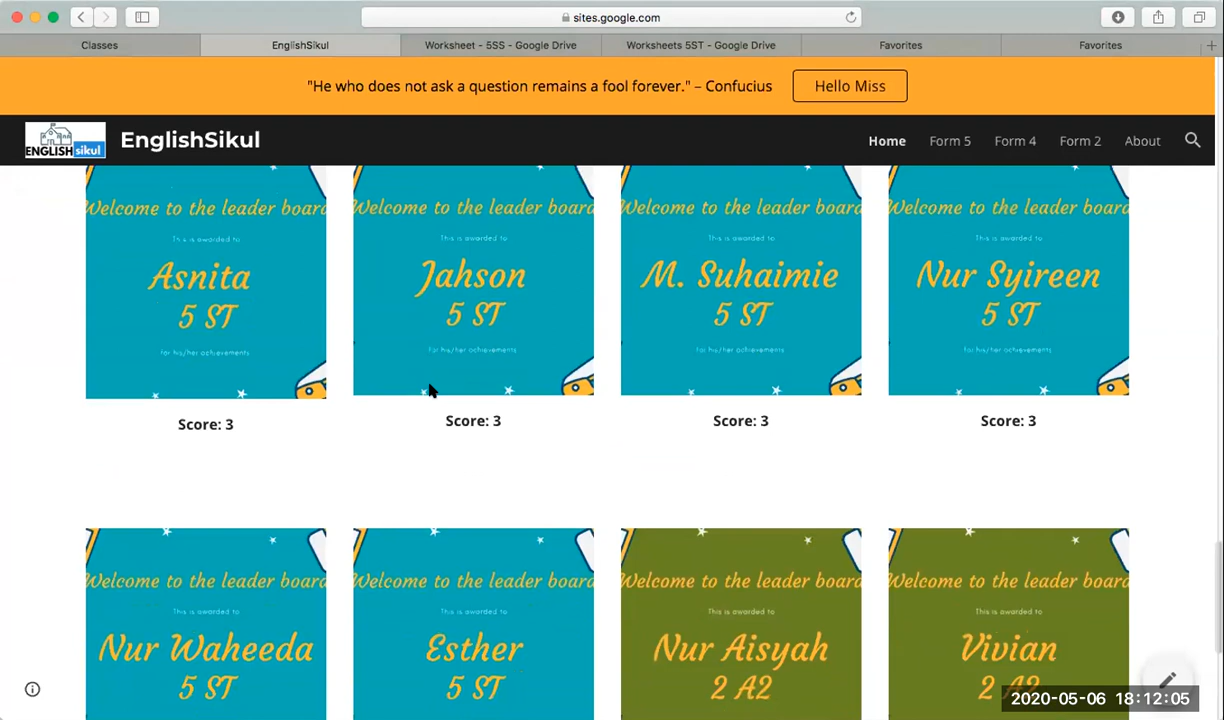 sites.google.com
Classes
EnglishSikul
Worksheet - 5SS - Google Drive
Worksheets 5ST - Google Drive
Favorites
Favorites
"He who does not ask a question remains a fool forever." – Confucius
Hello Miss
ENGLISH sikul
EnglishSikul
Home
Form 5
Form 4
Form 2
About
Welcome to the leader board
This is awarded to
Asnita
5 ST
for his/her achievements
Score: 3
Welcome to the leader board
This is awarded to
Jahson
5 ST
for his/her achievements
Score: 3
Welcome to the leader board
This is awarded to
M. Suhaimie
5 ST
for his/her achievements
Score: 3
Welcome to the leader board
This is awarded to
Nur Syireen
5 ST
for his/her achievements
Score: 3
Welcome to the leader board
This is awarded to
Nur Waheeda
5 ST
Welcome to the leader board
This is awarded to
Esther
5 ST
Welcome to the leader board
This is awarded to
Nur Aisyah
2 A2
Welcome to the leader board
This is awarded to
Vivian
2 A2
2020-05-06 18:12:05